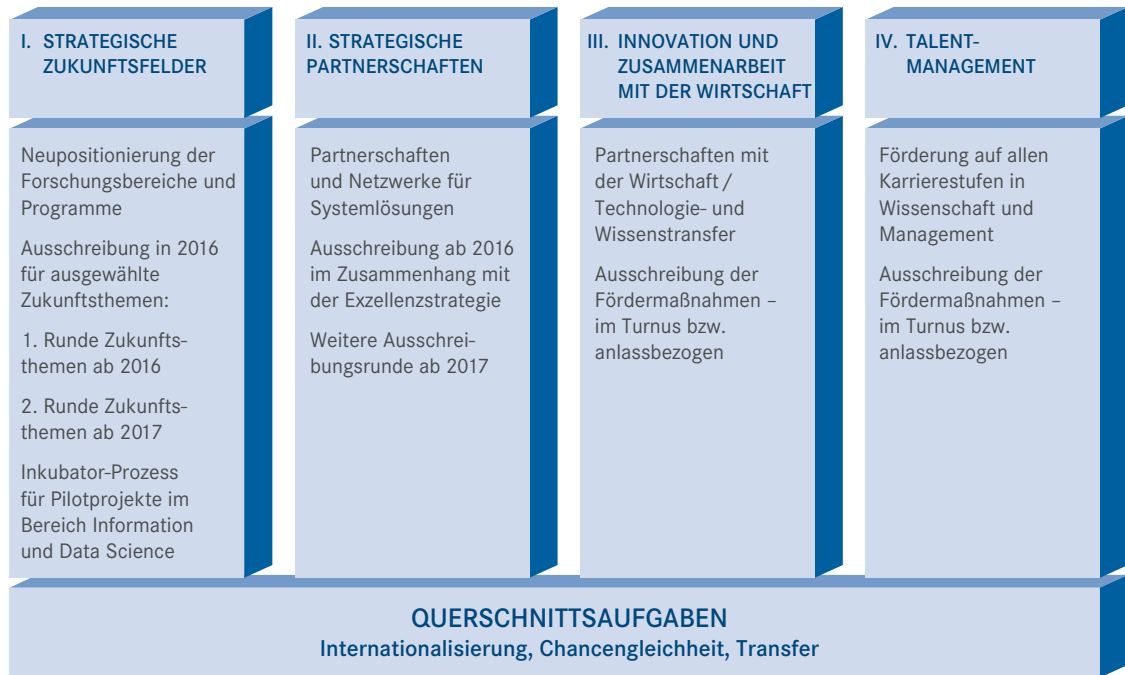 I. STRATEGISCHE
ZUKUNFTSFELDER
Neupositionierung der
Forschungsbereiche und
Programme
Ausschreibung in 2016
für ausgewählte
Zukunftsthemen:
1. Runde Zukunfts-
themen ab 2016
2. Runde Zukunfts-
themen ab 2017
Inkubator-Prozess
für Pilotprojekte im
Bereich Information
und Data Science
II. STRATEGISCHE
PARTNERSCHAFTEN
Partnerschaften
und Netzwerke für
Systemlösungen
Ausschreibung ab 2016
im Zusammenhang mit
der Exzellenzstrategie
Weitere Ausschrei-
bungsrunde ab 2017
III. INNOVATION UND
ZUSAMMENARBEIT
MIT DER WIRTSCHAFT
Partnerschaften mit
der Wirtschaft /
Technologie- und
Wissenstransfer
Ausschreibung der
Fördermaßnahmen –
im Turnus bzw.
anlassbezogen
IV. TALENT-
MANAGEMENT
Förderung auf allen
Karrierestufen in
Wissenschaft und
Management
Ausschreibung der
Fördermaßnahmen –
im Turnus bzw.
anlassbezogen
QUERSCHNITTSAUFGABEN
Internationalisierung, Chancengleichheit, Transfer